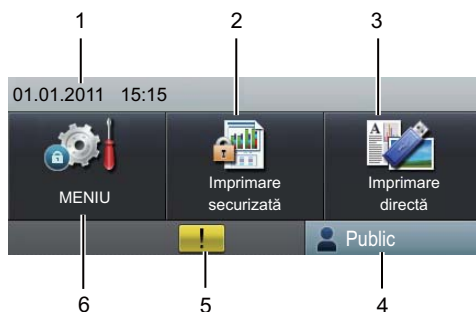 1 2 3
01.01.2011 15:15
MENIU
Imprimare
securizată
Imprimare
directă
! Public
6 5 4